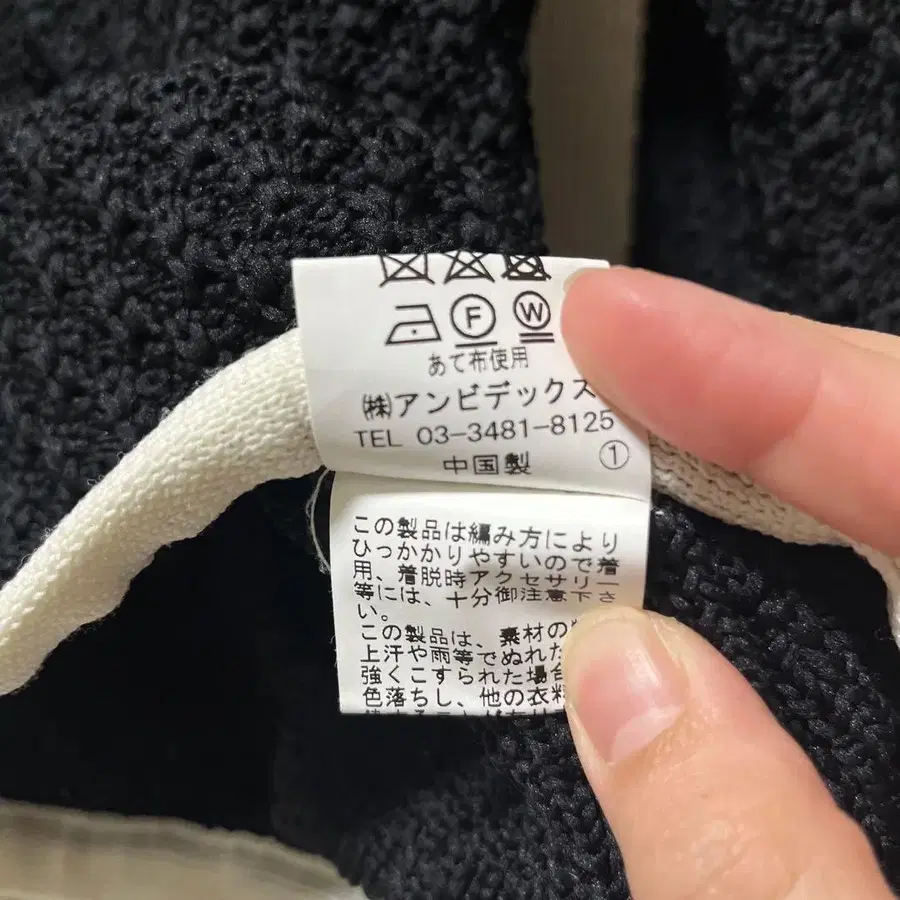 F W
あて布使用
㈱アンビデックス
TEL 03-3481-8125
中国製 ①
この製品は編み方により
ひっかかりやすいので着
用、着脱時アクセサリー
等には、十分御注意下さ
い。
この製品は、素材の
上汗や雨等でぬれた
強くこすられた場合
色落ちし、他の衣料